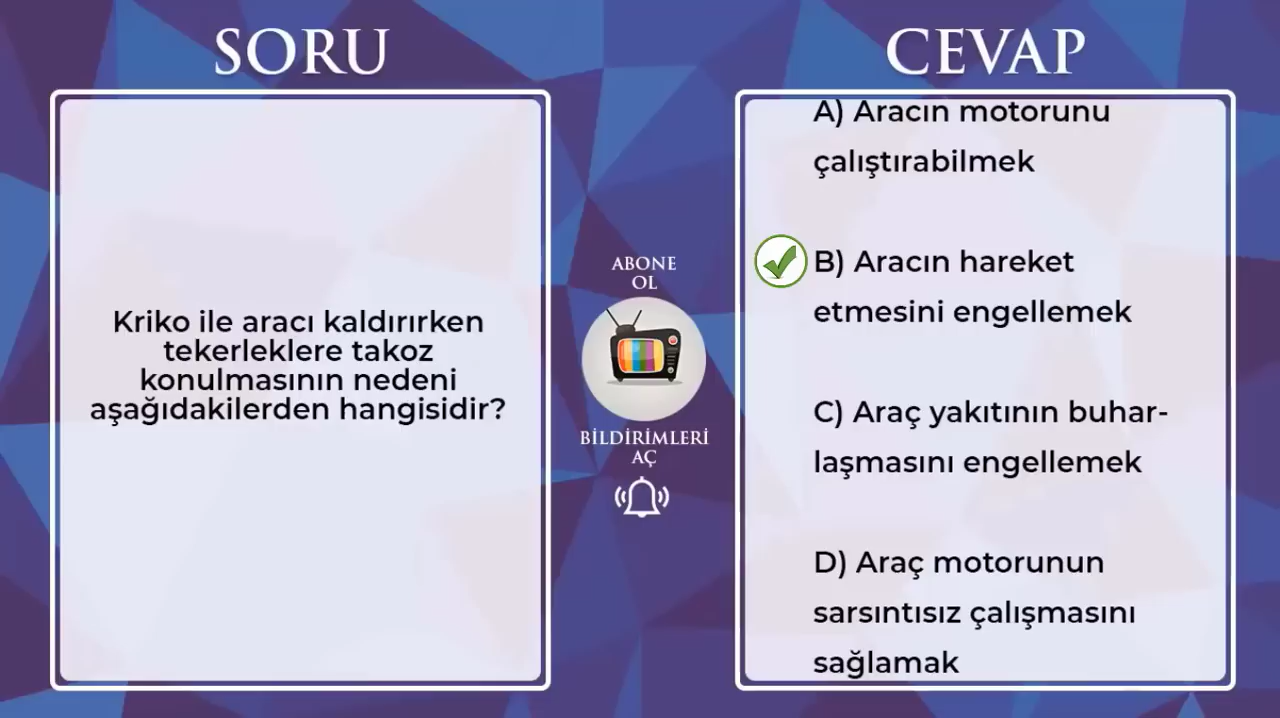 SORU
Kriko ile aracı kaldırırken
tekerleklere takoz
konulmasının nedeni
aşağıdakilerden hangisidir?
ABONE
OL
BİLDİRİMLERİ
AÇ
CEVAP
A) Aracın motorunu
çalıştırabilmek
B) Aracın hareket
etmesini engellemek
C) Araç yakıtının buhar-
laşmasını engellemek
D) Araç motorunun
sarsıntısız çalışmasını
sağlamak